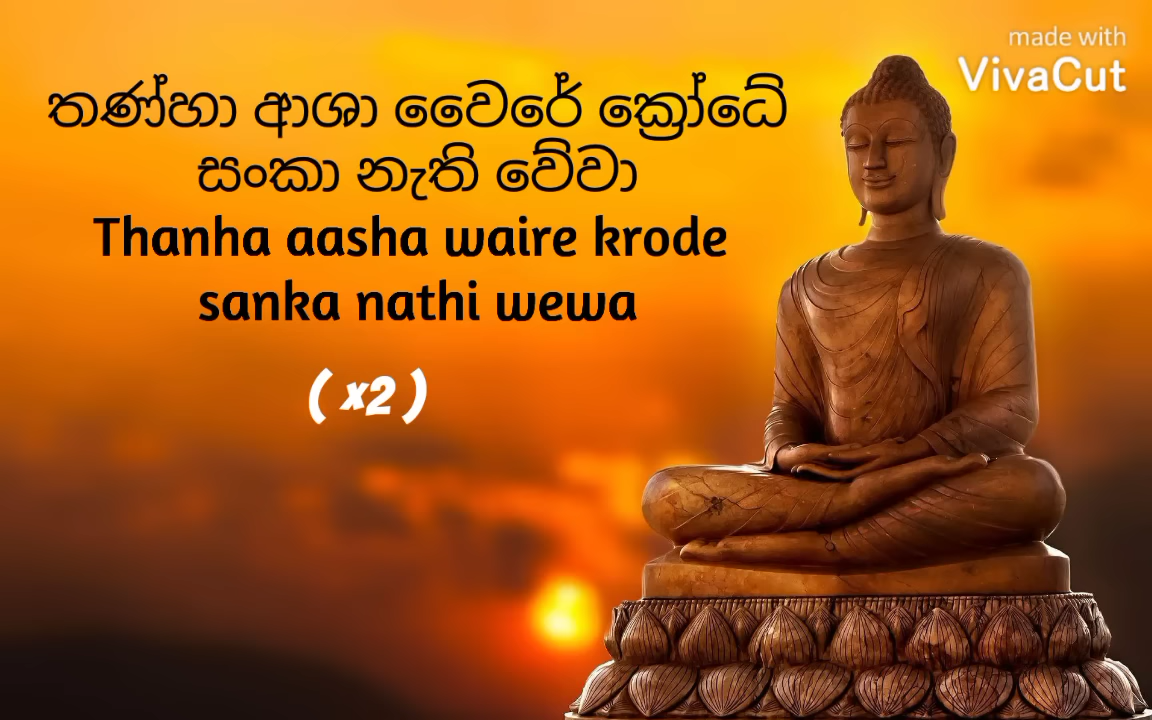 made with
VivaCut
තණ්හා ආශා වෛරේ ක්‍රෝධේ
සංකා නැති වේවා
Thanha aasha waire krode
sanka nathi wewa
( x2 )